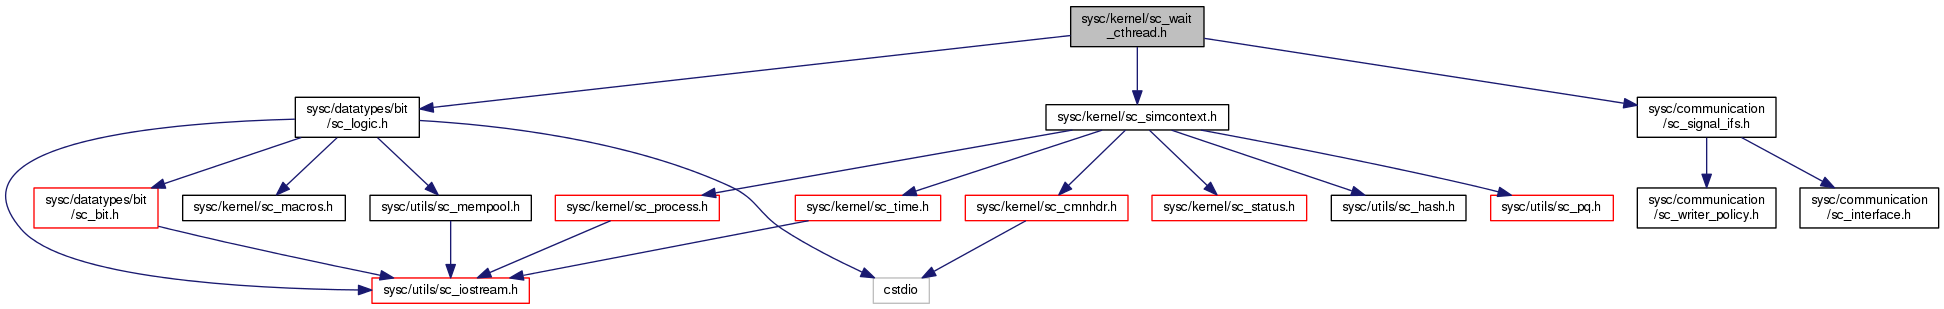 sysc/kernel/sc_wait
_cthread.h
sysc/datatypes/bit
/sc_logic.h
sysc/kernel/sc_simcontext.h
sysc/communication
/sc_signal_ifs.h
sysc/datatypes/bit
/sc_bit.h
sysc/kernel/sc_macros.h
sysc/utils/sc_mempool.h
sysc/kernel/sc_process.h
sysc/kernel/sc_time.h
sysc/kernel/sc_cmnhdr.h
sysc/kernel/sc_status.h
sysc/utils/sc_hash.h
sysc/utils/sc_pq.h
sysc/communication
/sc_writer_policy.h
sysc/communication
/sc_interface.h
sysc/utils/sc_iostream.h
cstdio